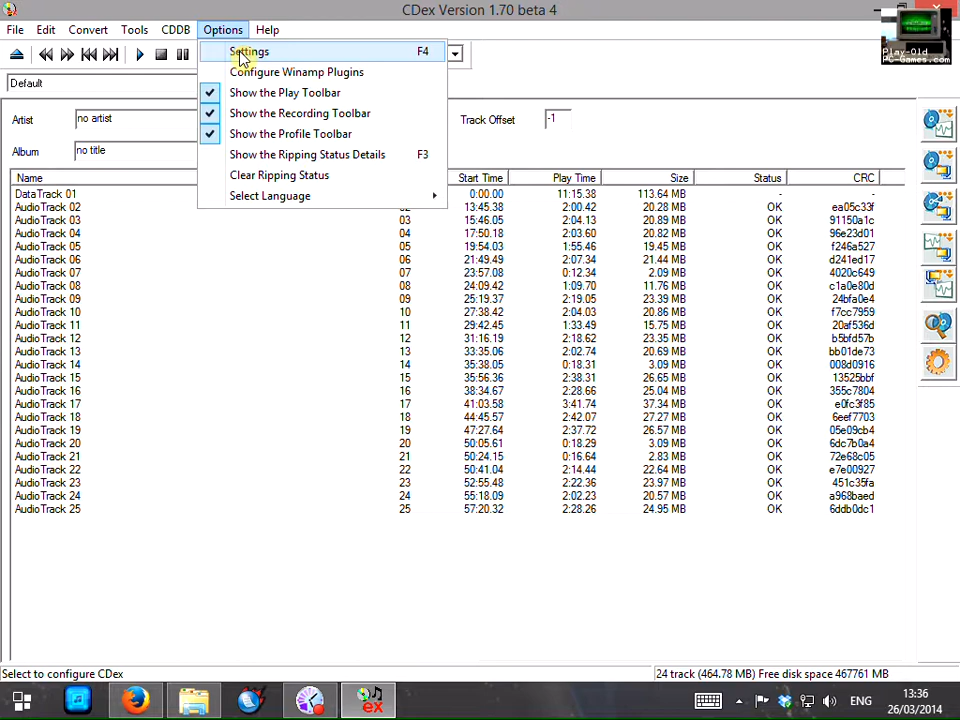 CDex Version 1.70 beta 4
File Edit Convert Tools CDDB Options Help
Play-Old
PC-Games.com
Settings F4
Configure Winamp Plugins
Show the Play Toolbar
Show the Recording Toolbar
Show the Profile Toolbar
Show the Ripping Status Details F3
Clear Ripping Status
Select Language
Default
Artist no artist Track Offset -1
Album no title
Name Start Time Play Time Size Status CRC
DataTrack 01 0:00.00 11:15.38 113.64 MB - -
AudioTrack 02 02 13:45.38 2:00.42 20.28 MB OK ea05c33f
AudioTrack 03 03 15:46.05 2:04.13 20.89 MB OK 91150a1c
AudioTrack 04 04 17:50.18 2:03.60 20.82 MB OK 96e23d01
AudioTrack 05 05 19:54.03 1:55.46 19.45 MB OK f246a527
AudioTrack 06 06 21:49.49 2:07.34 21.44 MB OK d241ed17
AudioTrack 07 07 23:57.08 0:12.34 2.09 MB OK 4020c649
AudioTrack 08 08 24:09.42 1:09.70 11.76 MB OK c1a0e80d
AudioTrack 09 09 25:19.37 2:19.05 23.39 MB OK 24bfa0e4
AudioTrack 10 10 27:38.42 2:04.03 20.86 MB OK f7cc7959
AudioTrack 11 11 29:42.45 1:33.49 15.75 MB OK 20af536d
AudioTrack 12 12 31:16.19 2:18.62 23.35 MB OK b5bfd57b
AudioTrack 13 13 33:35.06 2:02.74 20.69 MB OK bb01de73
AudioTrack 14 14 35:38.05 0:18.31 3.09 MB OK 008d0916
AudioTrack 15 15 35:56.36 2:38.31 26.65 MB OK 13525bbf
AudioTrack 16 16 38:34.67 2:28.66 25.04 MB OK 355c7804
AudioTrack 17 17 41:03.58 3:41.74 37.34 MB OK e0fc3f85
AudioTrack 18 18 44:45.57 2:42.07 27.27 MB OK 6eef7703
AudioTrack 19 19 47:27.64 2:37.72 26.57 MB OK 05e09cb4
AudioTrack 20 20 50:05.61 0:18.29 3.09 MB OK 6dc7b0a4
AudioTrack 21 21 50:24.15 0:16.64 2.83 MB OK 72e68c05
AudioTrack 22 22 50:41.04 2:14.44 22.64 MB OK e7e00927
AudioTrack 23 23 52:55.48 2:22.36 23.97 MB OK 451c35fa
AudioTrack 24 24 55:18.09 2:02.23 20.57 MB OK a968baed
AudioTrack 25 25 57:20.32 2:28.26 24.95 MB OK 6ddb0dc1
Select to configure CDex 24 track (464.78 MB) Free disk space 467761 MB
ex ENG 13:36
26/03/2014